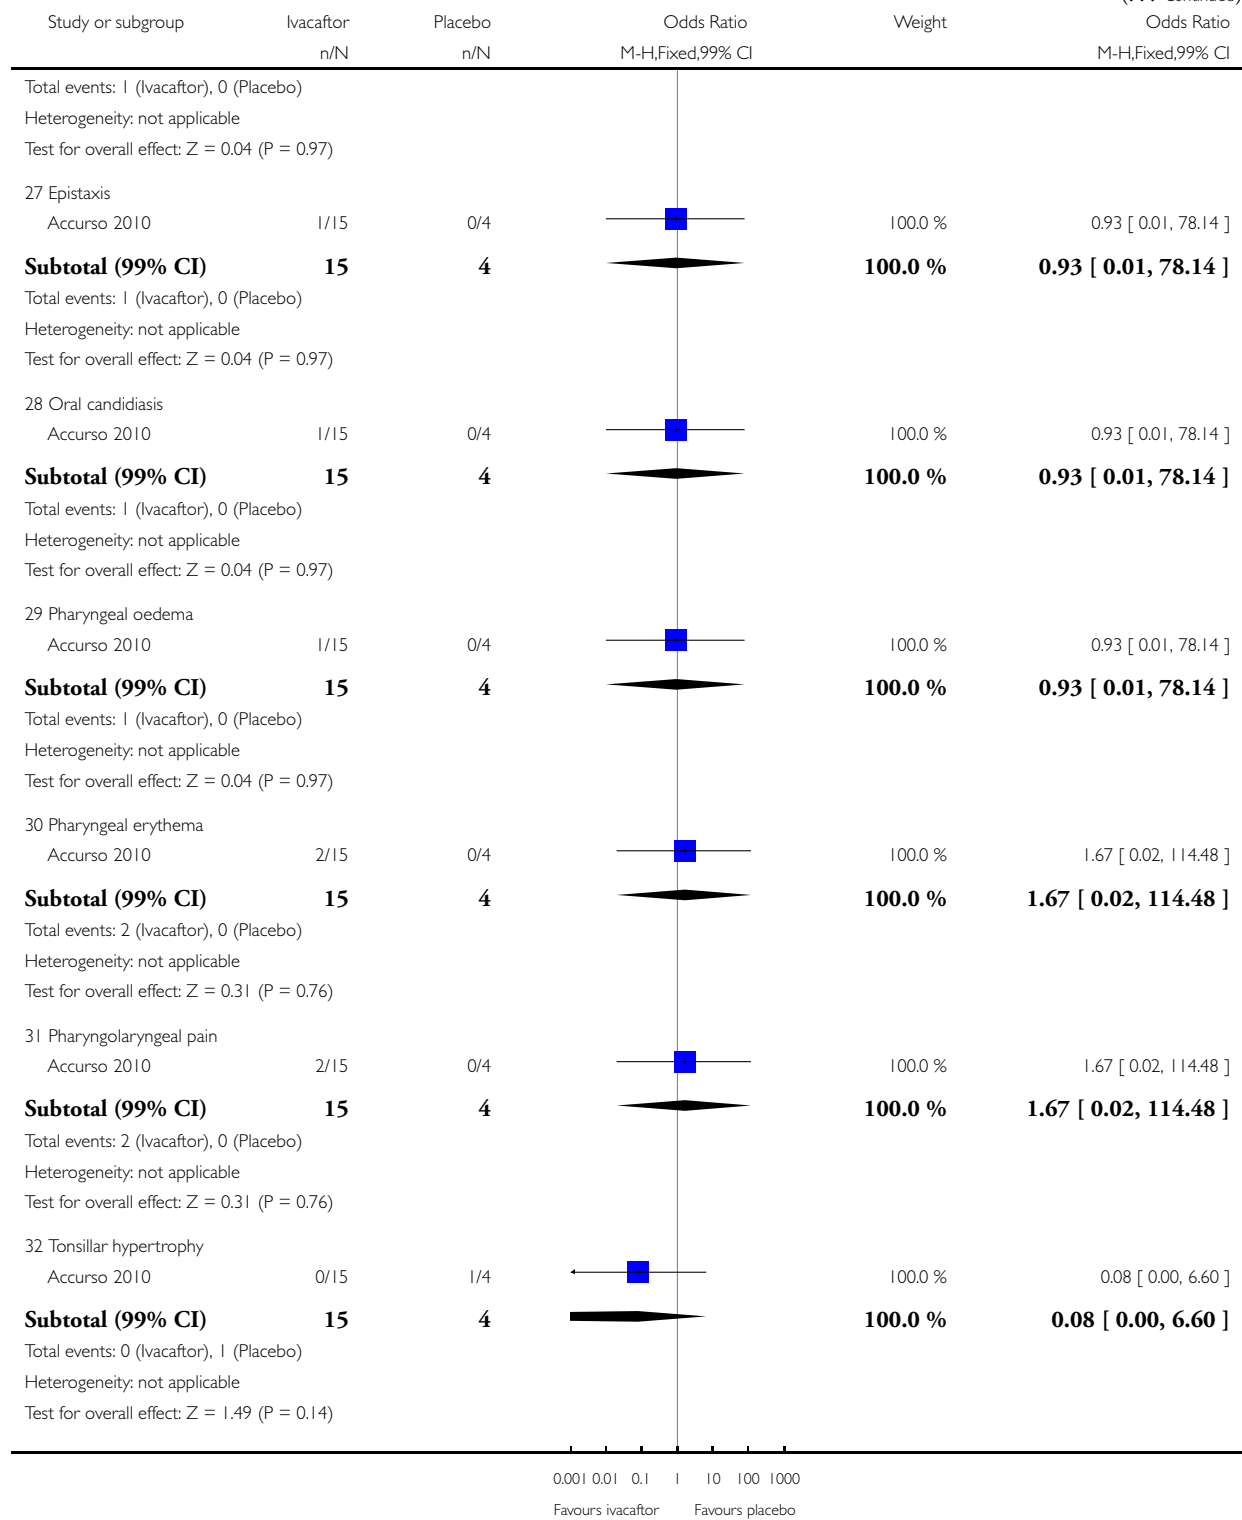 Continued)
Study or subgroup Ivacaftor Placebo Odds Ratio Weight Odds Ratio
n/N n/N M-H,Fixed,99% CI M-H,Fixed,99% CI
Total events: 1 (Ivacaftor), 0 (Placebo)
Heterogeneity: not applicable
Test for overall effect: Z = 0.04 (P = 0.97)
27 Epistaxis
Accurso 2010 1/15 0/4 100.0 % 0.93 [ 0.01, 78.14 ]
Subtotal (99% CI) 15 4 100.0 % 0.93 [ 0.01, 78.14 ]
Total events: 1 (Ivacaftor), 0 (Placebo)
Heterogeneity: not applicable
Test for overall effect: Z = 0.04 (P = 0.97)
28 Oral candidiasis
Accurso 2010 1/15 0/4 100.0 % 0.93 [ 0.01, 78.14 ]
Subtotal (99% CI) 15 4 100.0 % 0.93 [ 0.01, 78.14 ]
Total events: 1 (Ivacaftor), 0 (Placebo)
Heterogeneity: not applicable
Test for overall effect: Z = 0.04 (P = 0.97)
29 Pharyngeal oedema
Accurso 2010 1/15 0/4 100.0 % 0.93 [ 0.01, 78.14 ]
Subtotal (99% CI) 15 4 100.0 % 0.93 [ 0.01, 78.14 ]
Total events: 1 (Ivacaftor), 0 (Placebo)
Heterogeneity: not applicable
Test for overall effect: Z = 0.04 (P = 0.97)
30 Pharyngeal erythema
Accurso 2010 2/15 0/4 100.0 % 1.67 [ 0.02, 114.48 ]
Subtotal (99% CI) 15 4 100.0 % 1.67 [ 0.02, 114.48 ]
Total events: 2 (Ivacaftor), 0 (Placebo)
Heterogeneity: not applicable
Test for overall effect: Z = 0.31 (P = 0.76)
31 Pharyngolaryngeal pain
Accurso 2010 2/15 0/4 100.0 % 1.67 [ 0.02, 114.48 ]
Subtotal (99% CI) 15 4 100.0 % 1.67 [ 0.02, 114.48 ]
Total events: 2 (Ivacaftor), 0 (Placebo)
Heterogeneity: not applicable
Test for overall effect: Z = 0.31 (P = 0.76)
32 Tonsillar hypertrophy
Accurso 2010 0/15 1/4 100.0 % 0.08 [ 0.00, 6.60 ]
Subtotal (99% CI) 15 4 100.0 % 0.08 [ 0.00, 6.60 ]
Total events: 0 (Ivacaftor), 1 (Placebo)
Heterogeneity: not applicable
Test for overall effect: Z = 1.49 (P = 0.14)
0.001 0.01 0.1 1 10 100 1000
Favours ivacaftor Favours placebo